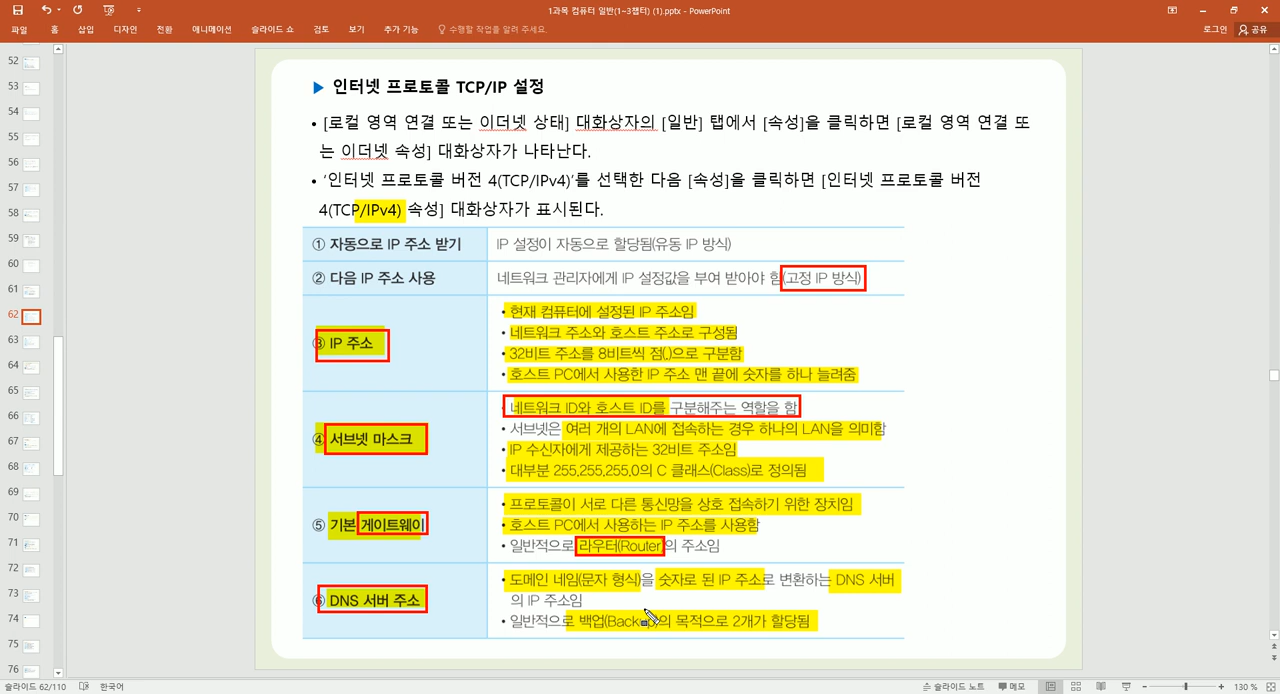 1과목 컴퓨터 일반(1~3챕터) (1).pptx - PowerPoint
파일 홈 삽입 디자인 전환 애니메이션 슬라이드 쇼 검토 보기 추가 기능 수행할 작업을 알려 주세요. 로그인 공유
52
53
54
55
56
57
58
59
60
61
62
63
64
65
66
67
68
69
70
71
72
73
74
75
76
▶ 인터넷 프로토콜 TCP/IP 설정
• [로컬 영역 연결 또는 이더넷 상태] 대화상자의 [일반] 탭에서 [속성]을 클릭하면 [로컬 영역 연결 또
는 이더넷 속성] 대화상자가 나타난다.
• ‘인터넷 프로토콜 버전 4(TCP/IPv4)’를 선택한 다음 [속성]을 클릭하면 [인터넷 프로토콜 버전
4(TCP/IPv4) 속성] 대화상자가 표시된다.
① 자동으로 IP 주소 받기
IP 설정이 자동으로 할당됨(유동 IP 방식)
② 다음 IP 주소 사용
네트워크 관리자에게 IP 설정값을 부여 받아야 함(고정 IP 방식)
③ IP 주소
• 현재 컴퓨터에 설정된 IP 주소임
• 네트워크 주소와 호스트 주소로 구성됨
• 32비트 주소를 8비트씩 점(.)으로 구분함
• 호스트 PC에서 사용한 IP 주소 맨 끝에 숫자를 하나 늘려줌
④ 서브넷 마스크
• 네트워크 ID와 호스트 ID를 구분해주는 역할을 함
• 서브넷은 여러 개의 LAN에 접속하는 경우 하나의 LAN을 의미함
• IP 수신자에게 제공하는 32비트 주소임
• 대부분 255.255.255.0의 C 클래스(Class)로 정의됨
⑤ 기본 게이트웨이
• 프로토콜이 서로 다른 통신망을 상호 접속하기 위한 장치임
• 호스트 PC에서 사용하는 IP 주소를 사용함
• 일반적으로 라우터(Router)의 주소임
⑥ DNS 서버 주소
• 도메인 네임(문자 형식)을 숫자로 된 IP 주소로 변환하는 DNS 서버
의 IP 주소임
• 일반적으로 백업(Backup)의 목적으로 2개가 할당됨
슬라이드 62/110 한국어 슬라이드 노트 메모 130 %